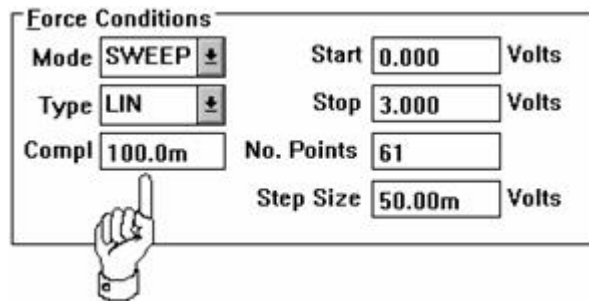 Force Conditions
Mode SWEEP Start 0.000 Volts
Type LIN Stop 3.000 Volts
Compl 100.0m No. Points 61
Step Size 50.00m Volts